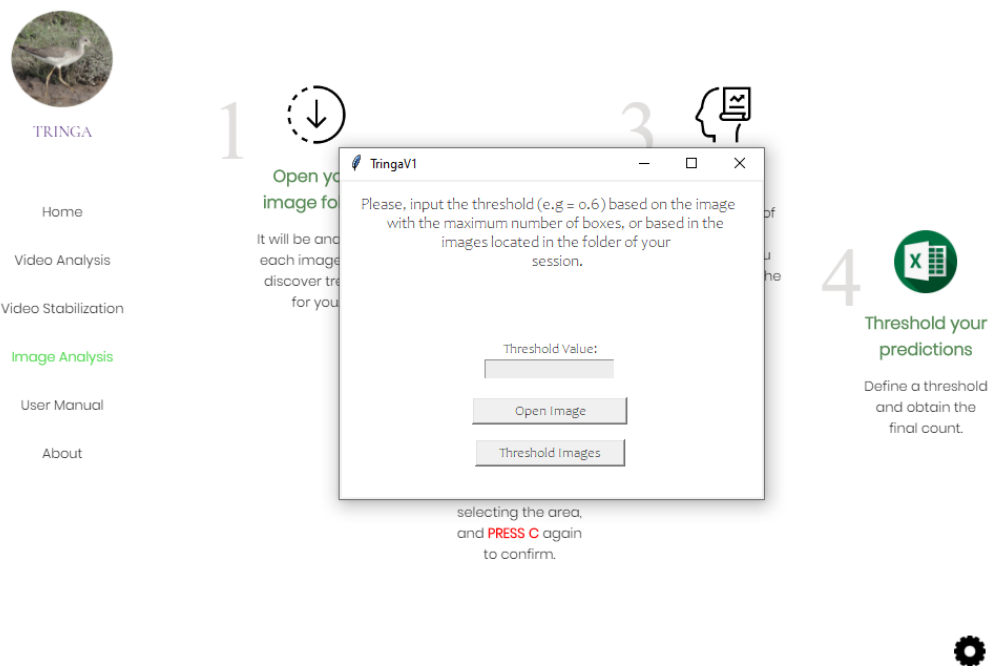 TRINGA
Home
Video Analysis
Video Stabilization
Image Analysis
User Manual
About
1
Open yo
image fo
It will be and
each image
discover tre
for you
3
of
u
he
TringaV1
Please, input the threshold (e.g = 0.6) based on the image
with the maximum number of boxes, or based in the
images located in the folder of your
session.
Threshold Value:
Open Image
Threshold Images
selecting the area,
and PRESS C again
to confirm.
4
X
Threshold your
predictions
Define a threshold
and obtain the
final count.